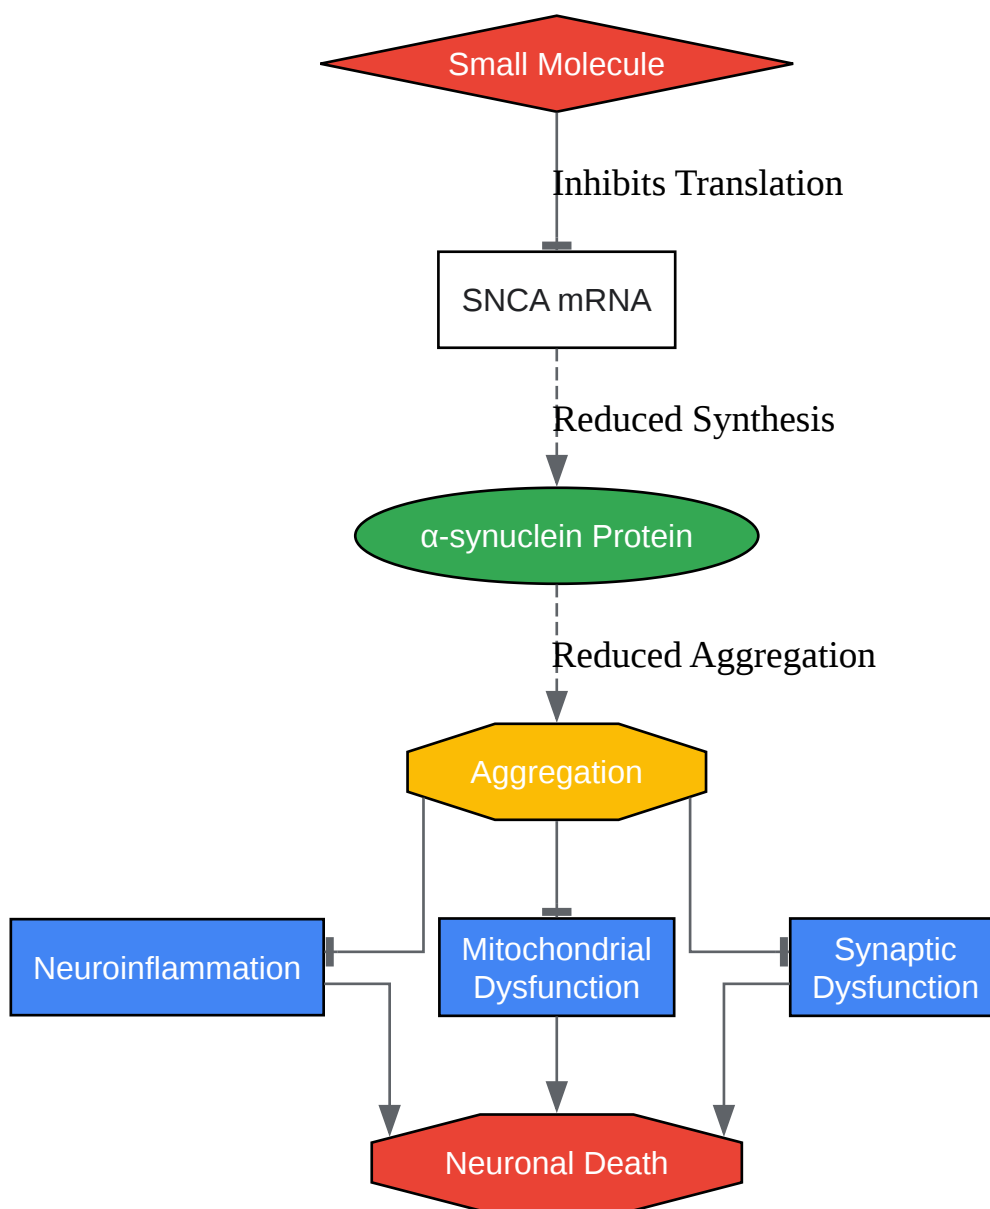 Small Molecule
Inhibits Translation
SNCA mRNA
Reduced Synthesis
α-synuclein Protein
Reduced Aggregation
Aggregation
Neuroinflammation
Mitochondrial
Dysfunction
Synaptic
Dysfunction
Neuronal Death